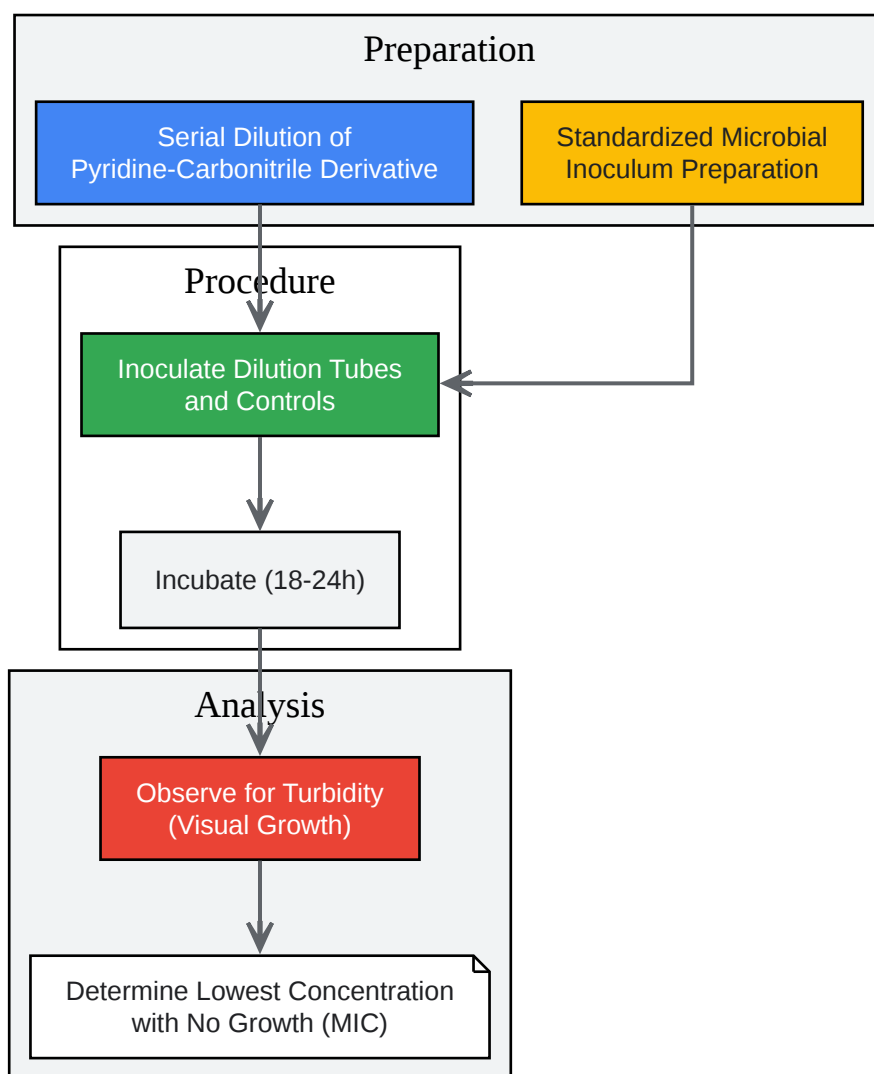 Preparation
Serial Dilution of
Pyridine-Carbonitrile Derivative
Standardized Microbial
Inoculum Preparation
Procedure
Inoculate Dilution Tubes
and Controls
Incubate (18-24h)
Analysis
Observe for Turbidity
(Visual Growth)
Determine Lowest Concentration
with No Growth (MIC)